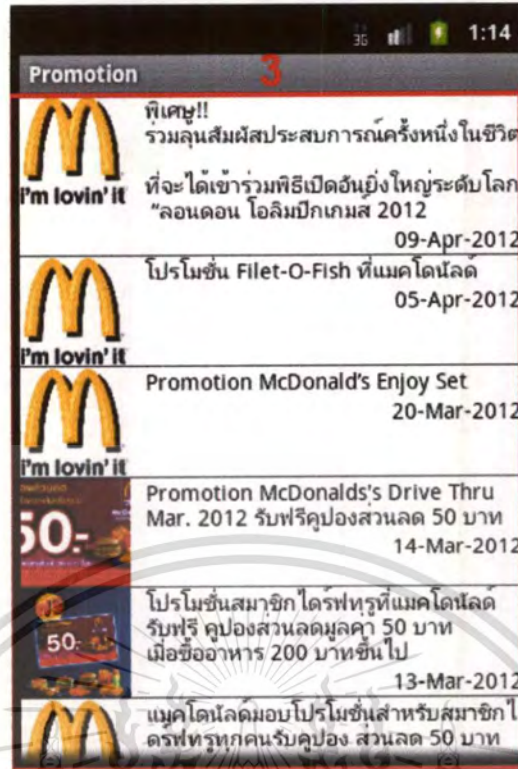 3G 1:14
Promotion 3
i'm lovin' it
พิเศษ!!
ร่วมลุ้นสัมผัสประสบการณ์ครั้งหนึ่งในชีวิต
ที่จะได้เข้าร่วมพิธีเปิดอันยิ่งใหญ่ระดับโลก
“ลอนดอน โอลิมปิกเกมส์ 2012
09-Apr-2012
i'm lovin' it
โปรโมชั่น Filet-O-Fish ที่แมคโดนัลด์
05-Apr-2012
i'm lovin' it
Promotion McDonald's Enjoy Set
20-Mar-2012
50.-
Promotion McDonalds's Drive Thru
Mar. 2012 รับฟรีคูปองส่วนลด 50 บาท
14-Mar-2012
50.-
โปรโมชั่นสมาชิกไดร์ฟทรูที่แมคโดนัลด์
รับฟรี คูปองส่วนลดมูลค่า 50 บาท
เมื่อซื้ออาหาร 200 บาทขึ้นไป
13-Mar-2012
แมคโดนัลด์มอบโปรโมชั่นสำหรับสมาชิกไ
ดรฟทรูทุกคนรับคูปอง ส่วนลด 50 บาท